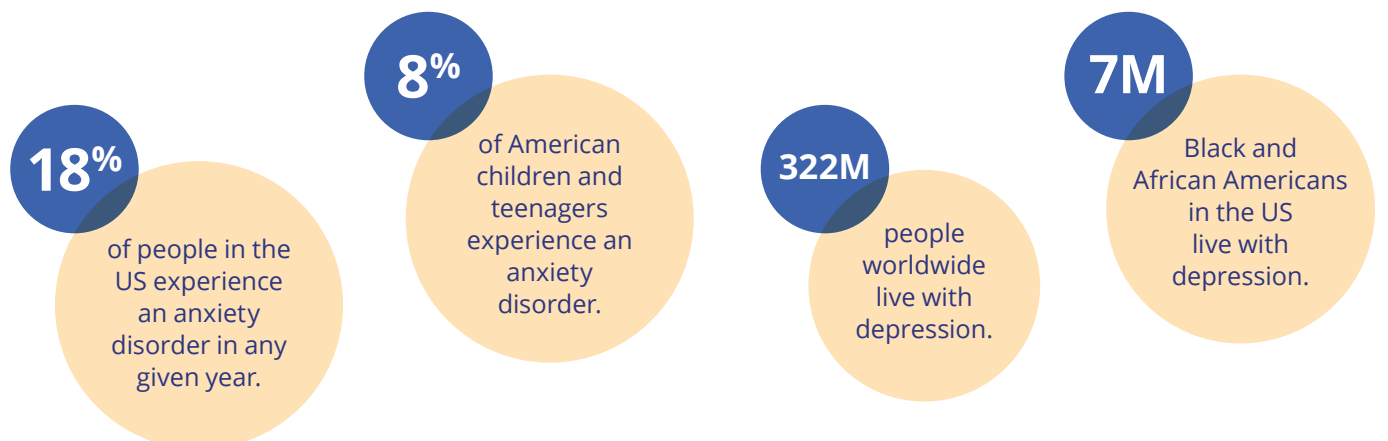 18%
of people in the
US experience
an anxiety
disorder in any
given year.
8%
of American
children and
teenagers
experience an
anxiety
disorder.
322M
people
worldwide
live with
depression.
7M
Black and
African Americans
in the US
live with
depression.